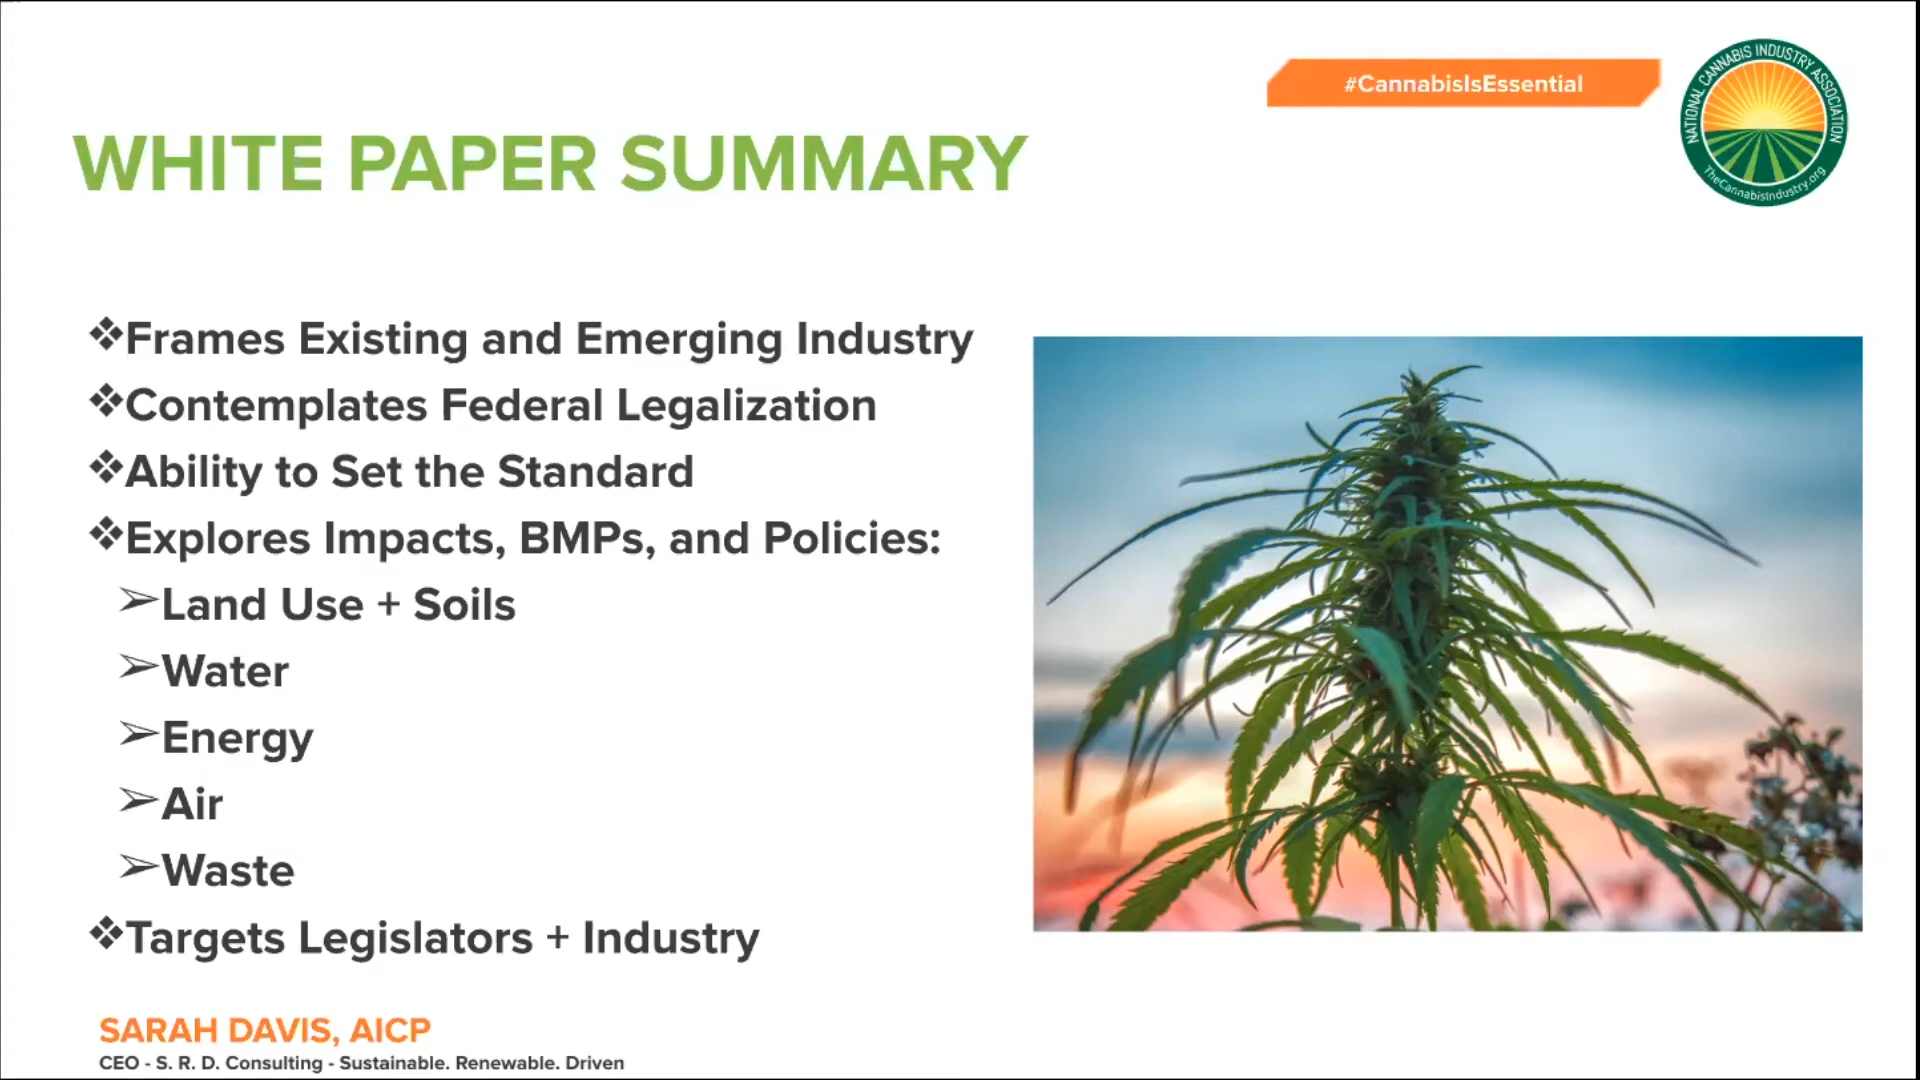 #CannabisIsEssential
NATIONAL CANNABIS INDUSTRY ASSOCIATION
TheCannabisIndustry.org
WHITE PAPER SUMMARY
❖Frames Existing and Emerging Industry
❖Contemplates Federal Legalization
❖Ability to Set the Standard
❖Explores Impacts, BMPs, and Policies:
➢Land Use + Soils
➢Water
➢Energy
➢Air
➢Waste
❖Targets Legislators + Industry
SARAH DAVIS, AICP
CEO - S. R. D. Consulting - Sustainable. Renewable. Driven